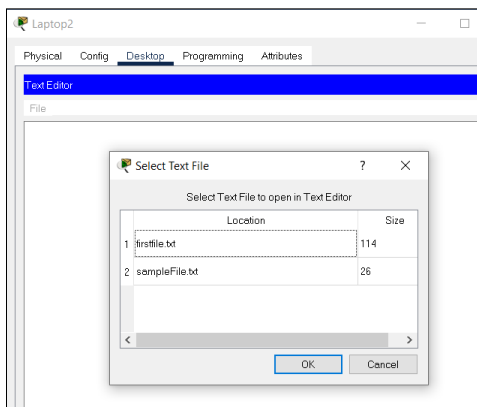 Laptop2
Physical Config Desktop Programming Attributes
Text Editor
File
Select Text File ?
Select Text File to open in Text Editor
Location Size
1 firstfile.txt 114
2 sampleFile.txt 26
OK Cancel